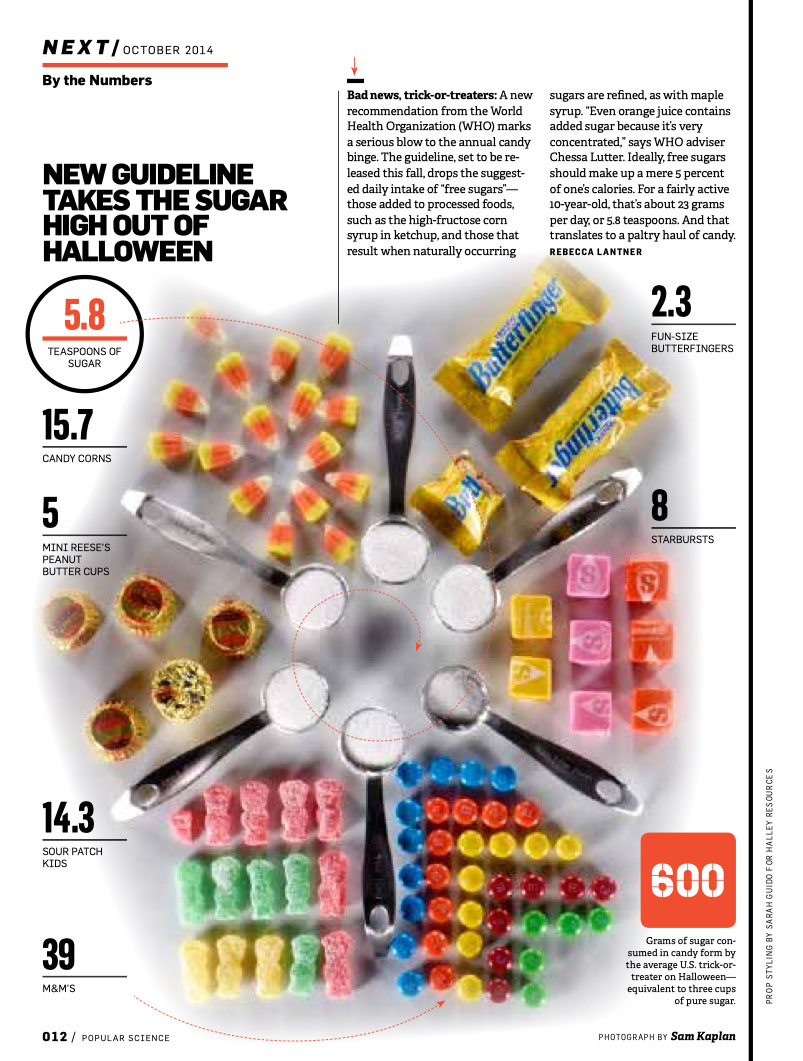 NEXT/OCTOBER 2014
By the Numbers
NEW GUIDELINE
TAKES THE SUGAR
HIGH OUT OF
HALLOWEEN
Bad news, trick-or-treaters: A new
recommendation from the World
Health Organization (WHO) marks
a serious blow to the annual candy
binge. The guideline, set to be re-
leased this fall, drops the suggest-
ed daily intake of “free sugars”—
those added to processed foods,
such as the high-fructose corn
syrup in ketchup, and those that
result when naturally occurring
sugars are refined, as with maple
syrup. “Even orange juice contains
added sugar because it’s very
concentrated,” says WHO adviser
Chessa Lutter. Ideally, free sugars
should make up a mere 5 percent
of one’s calories. For a fairly active
10-year-old, that’s about 23 grams
per day, or 5.8 teaspoons. And that
translates to a paltry haul of candy.
REBECCA LANTNER
5.8
TEASPOONS OF
SUGAR
15.7
CANDY CORNS
5
MINI REESE’S
PEANUT
BUTTER CUPS
14.3
SOUR PATCH
KIDS
39
M&M’S
2.3
FUN-SIZE
BUTTERFINGERS
Butterfinger
Butterfinger
Butt
8
STARBURSTS
S
S
S
S
S
600
Grams of sugar con-
sumed in candy form by
the average U.S. trick-or-
treater on Halloween—
equivalent to three cups
of pure sugar.
PROP STYLING BY SARAH GUIDO FOR HALLEY RESOURCES
012 / POPULAR SCIENCE
PHOTOGRAPH BY Sam Kaplan